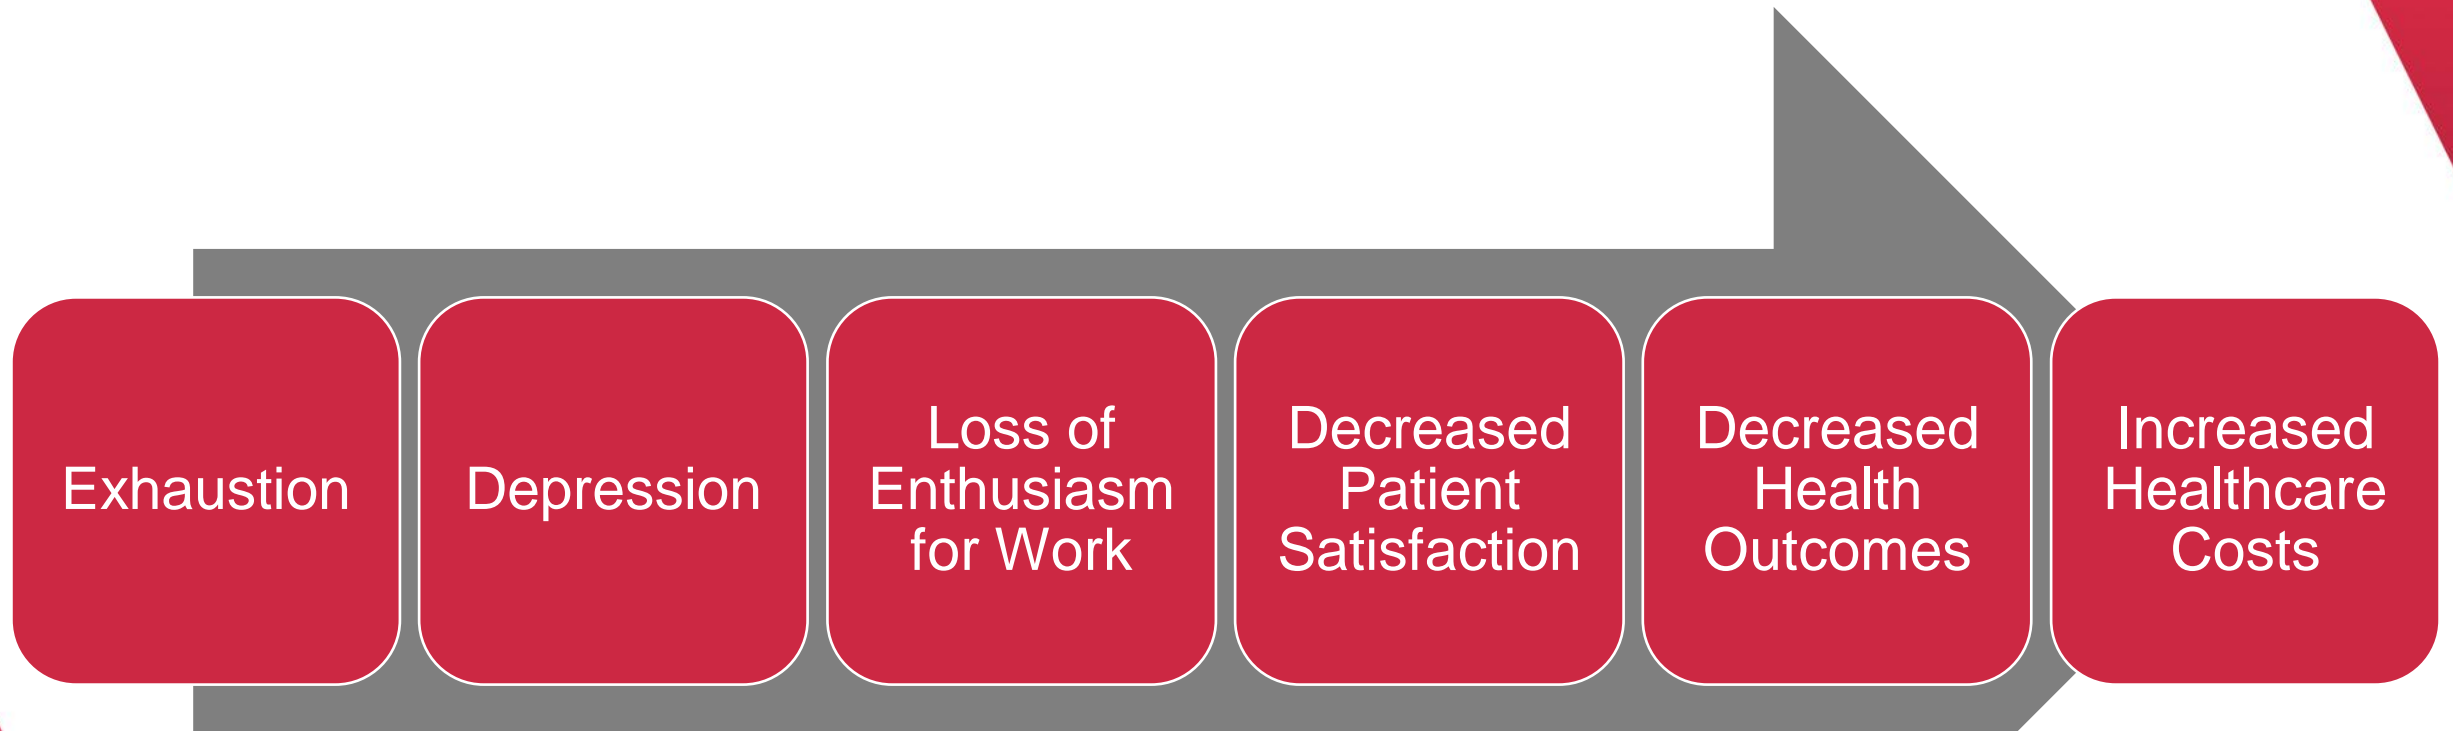 Exhaustion
Depression
Loss of
Enthusiasm
for Work
Decreased
Patient
Satisfaction
Decreased
Health
Outcomes
Increased
Healthcare
Costs